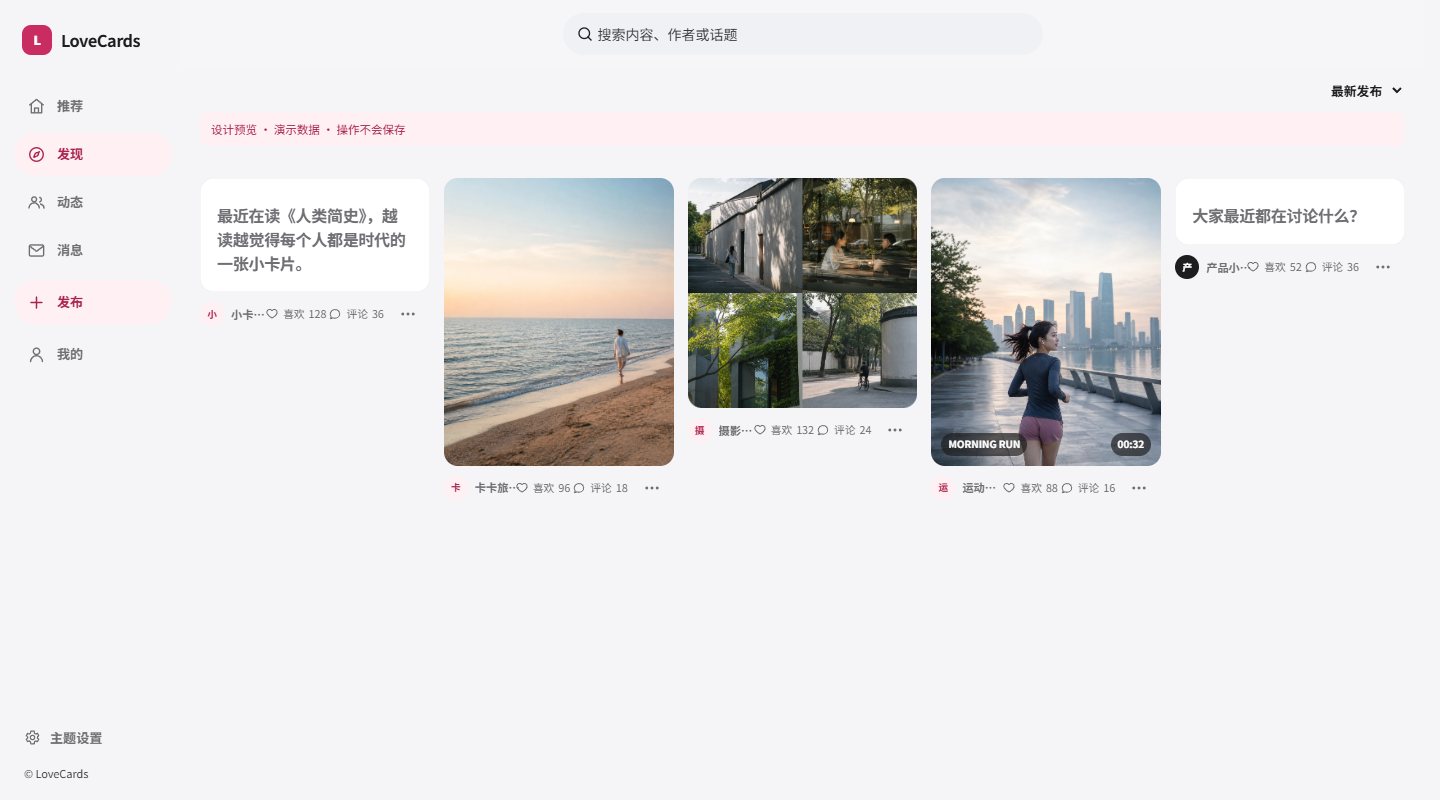 L LoveCards
搜索内容、作者或话题
推荐
发现
动态
消息
发布
我的
主题设置
© LoveCards
最新发布
设计预览 · 演示数据 · 操作不会保存
最近在读《人类简史》，越
读越觉得每个人都是时代的
一张小卡片。
小 小卡… 喜欢 128 评论 36
卡 卡卡旅… 喜欢 96 评论 18
摄 摄影… 喜欢 132 评论 24
MORNING RUN 00:32
运 运动… 喜欢 88 评论 16
大家最近都在讨论什么？
产 产品小… 喜欢 52 评论 36